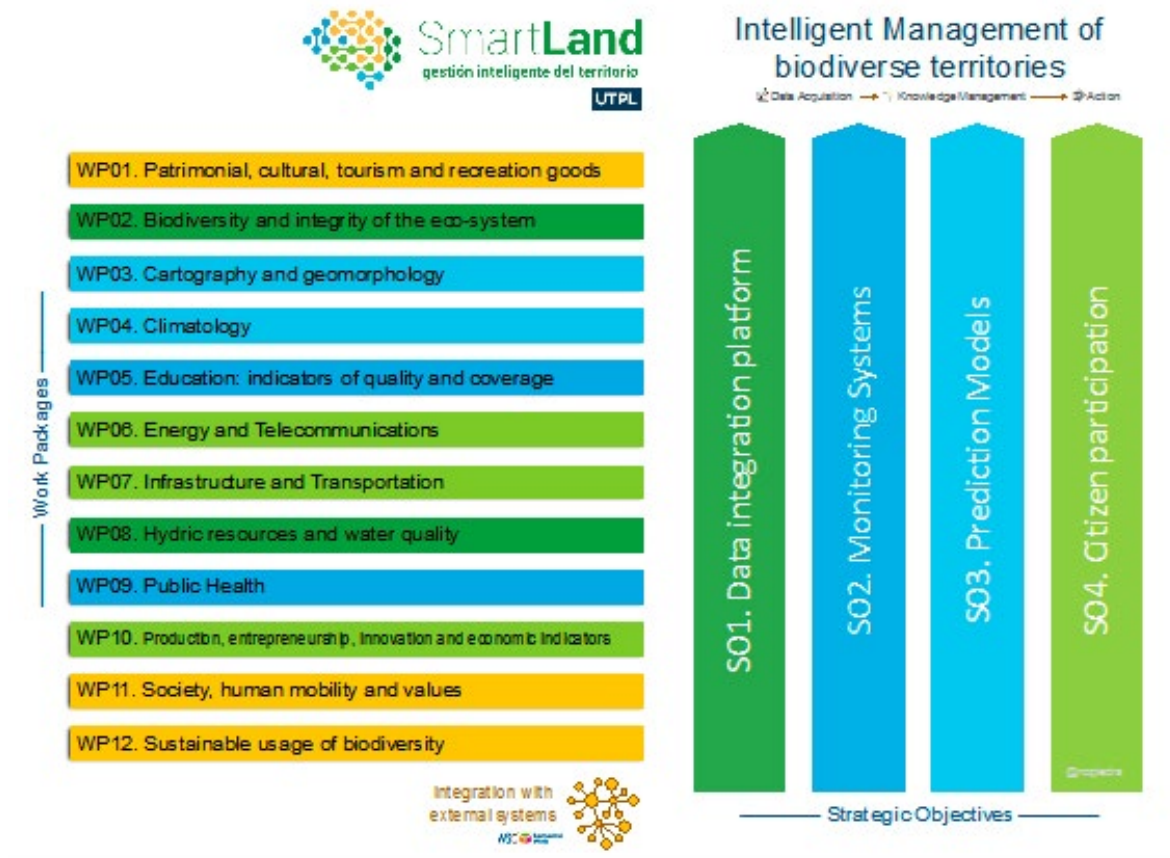 SmartLand
gestión inteligente del territorio
UTPL
Intelligent Management of
biodiverse territories
Data Acquisition Knowledge Management Action
Work Packages
WP01. Patrimonial, cultural, tourism and recreation goods
WP02. Biodiversity and integrity of the eco-system
WP03. Cartography and geomorphology
WP04. Climatology
WP05. Education: indicators of quality and coverage
WP06. Energy and Telecommunications
WP07. Infrastructure and Transportation
WP08. Hydric resources and water quality
WP09. Public Health
WP10. Production, entrepreneurship, innovation and economic indicators
WP11. Society, human mobility and values
WP12. Sustainable usage of biodiversity
Integration with
external systems
SO1. Data integration platform
SO2. Monitoring Systems
SO3. Prediction Models
SO4. Citizen participation
Strategic Objectives